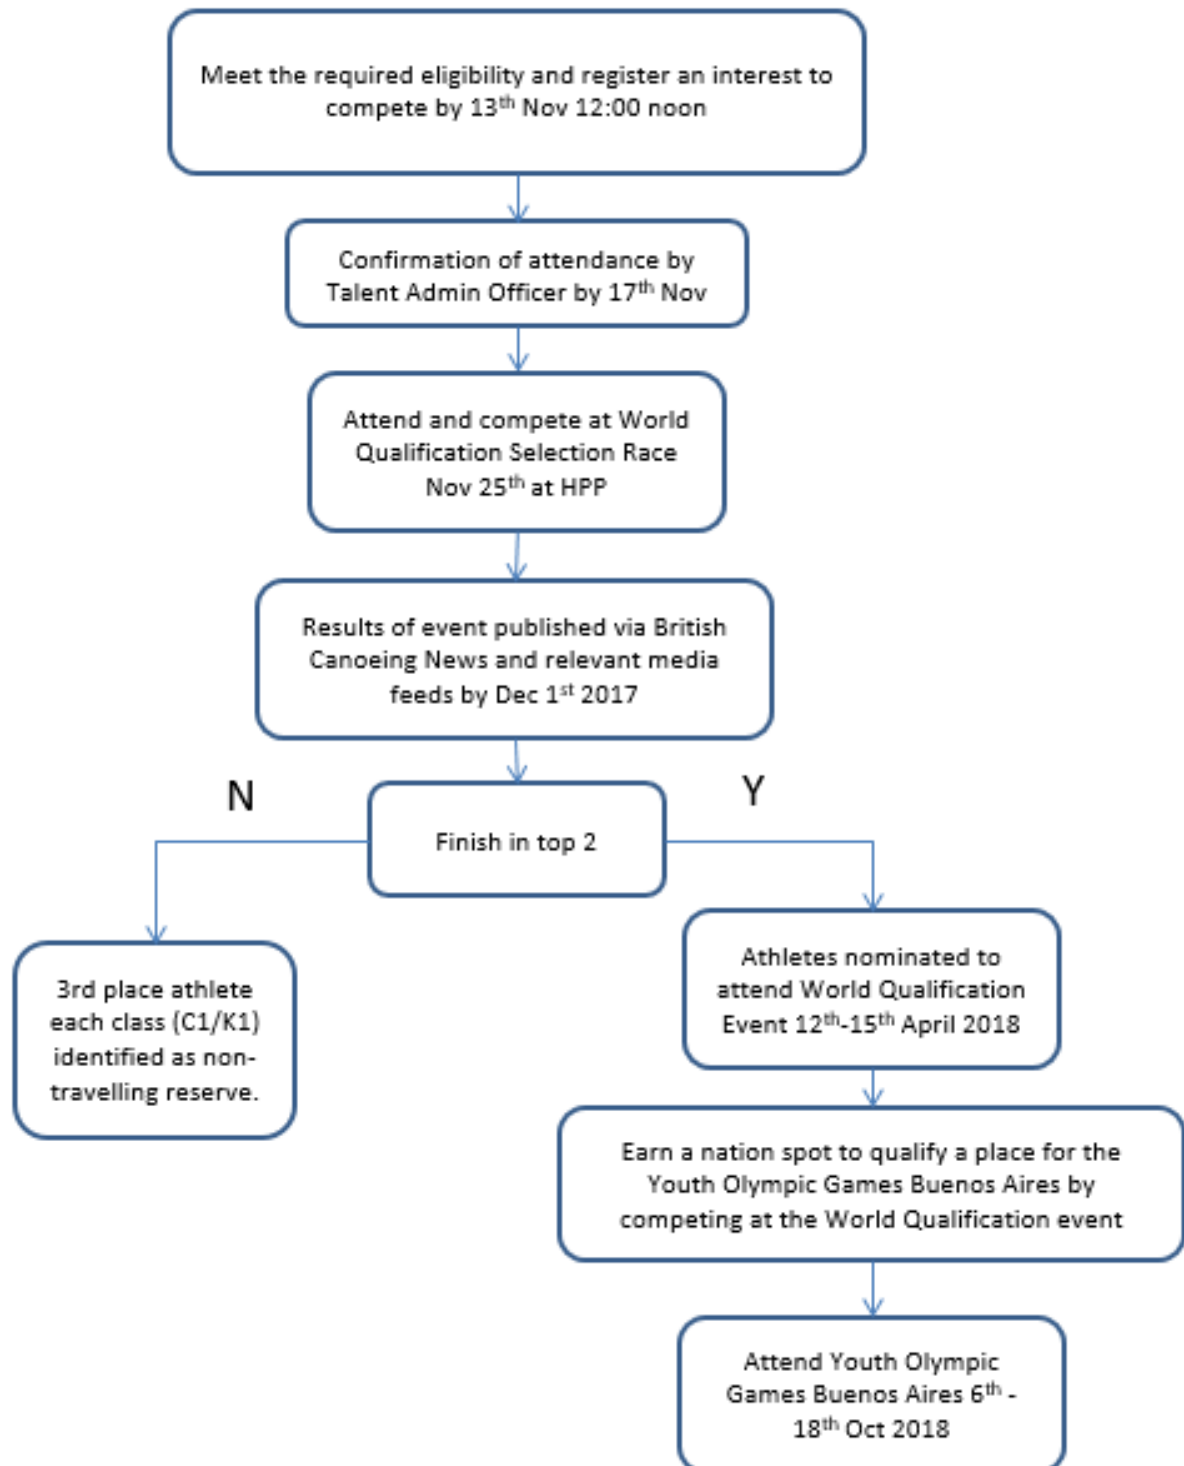 Meet the required eligibility and register an interest to
compete by 13th Nov 12:00 noon
Confirmation of attendance by
Talent Admin Officer by 17th Nov
Attend and compete at World
Qualification Selection Race
Nov 25th at HPP
Results of event published via British
Canoeing News and relevant media
feeds by Dec 1st 2017
N
Y
Finish in top 2
3rd place athlete
each class (C1/K1)
identified as non-
travelling reserve.
Athletes nominated to
attend World Qualification
Event 12th-15th April 2018
Earn a nation spot to qualify a place for the
Youth Olympic Games Buenos Aires by
competing at the World Qualification event
Attend Youth Olympic
Games Buenos Aires 6th -
18th Oct 2018